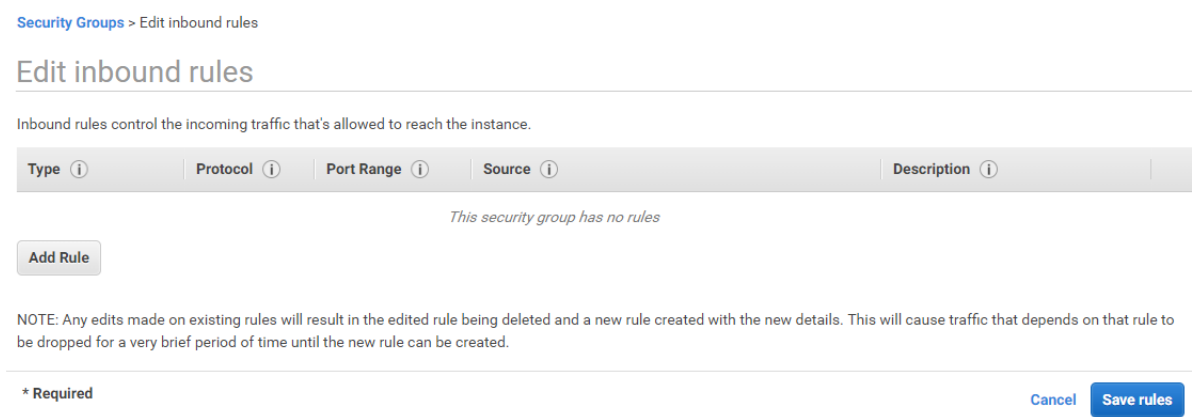 Security Groups > Edit inbound rules
Edit inbound rules
Inbound rules control the incoming traffic that's allowed to reach the instance.
Type i Protocol i Port Range i Source i Description i
This security group has no rules
Add Rule
NOTE: Any edits made on existing rules will result in the edited rule being deleted and a new rule created with the new details. This will cause traffic that depends on that rule to
be dropped for a very brief period of time until the new rule can be created.
* Required Cancel Save rules